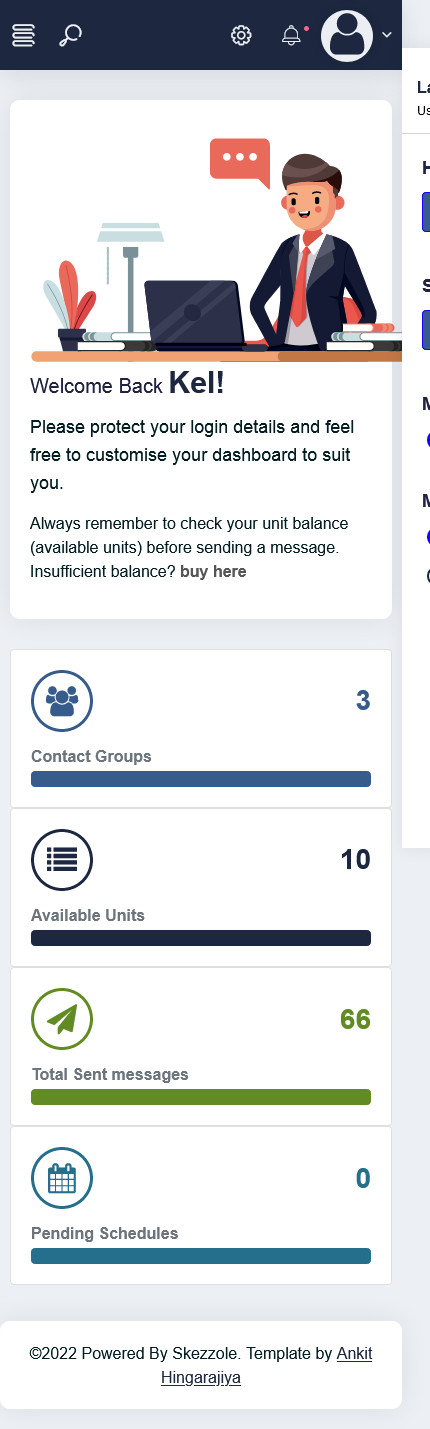 Welcome Back Kel!
Please protect your login details and feel
free to customise your dashboard to suit
you.
Always remember to check your unit balance
(available units) before sending a message.
Insufficient balance? buy here
3
Contact Groups
10
Available Units
66
Total Sent messages
0
Pending Schedules
©2022 Powered By Skezzole. Template by Ankit
Hingarajiya